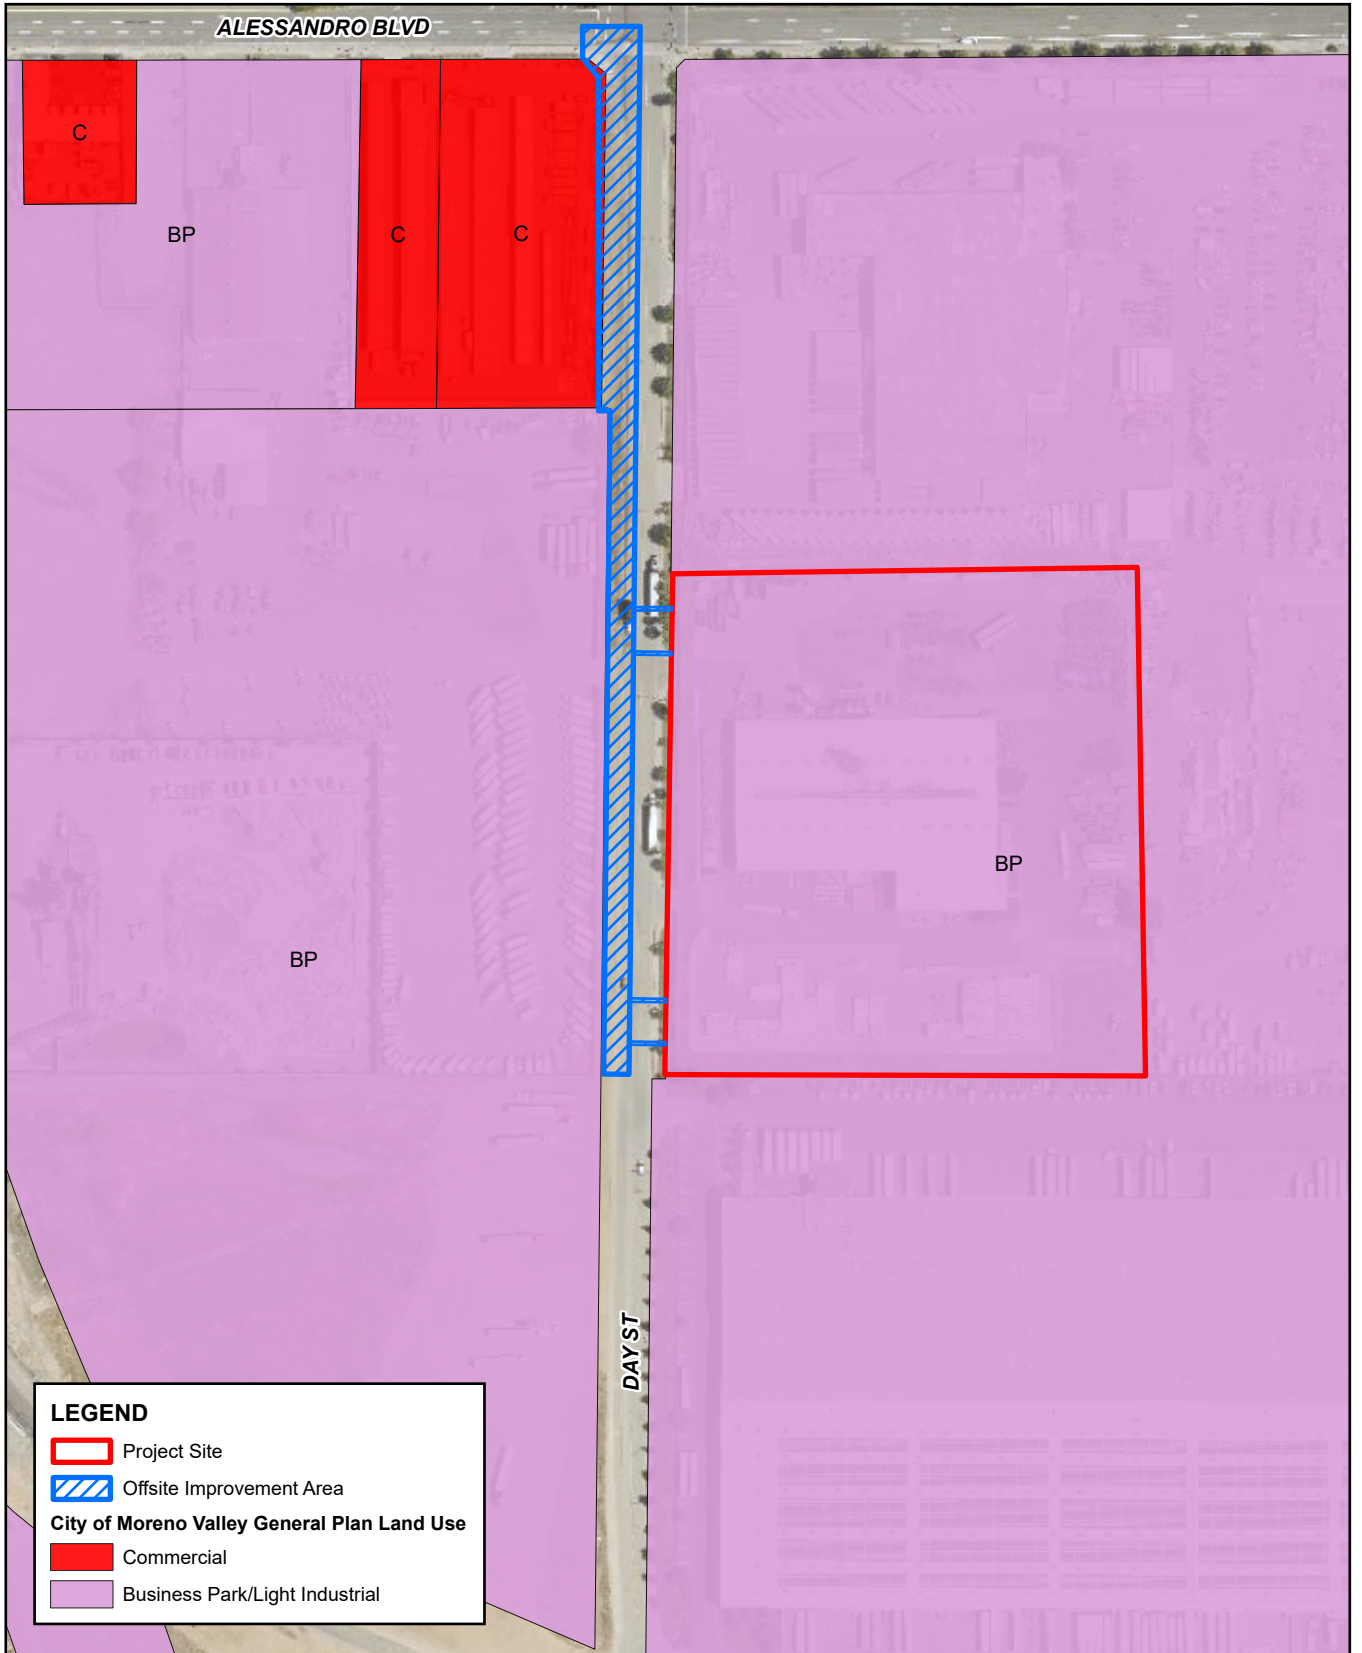 ALESSANDRO BLVD
C
BP
C
C
BP
BP
DAY ST
LEGEND
Project Site
Offsite Improvement Area
City of Moreno Valley General Plan Land Use
Commercial
Business Park/Light Industrial